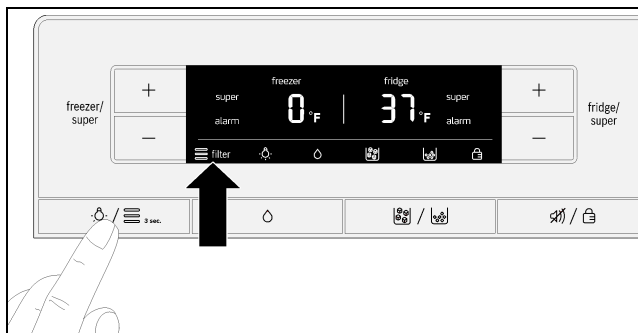 freezer
fridge
super
super
freezer/
super
0°F
37°F
fridge/
super
alarm
alarm
filter
3 sec.